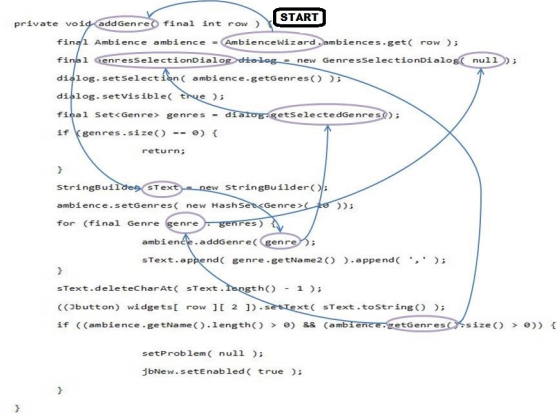 START
private void addGenre( final int row ) {
final Ambience ambience = AmbienceWizard.ambiences.get( row );
final GenresSelectionDialog dialog = new GenresSelectionDialog( null );
dialog.setSelection( ambience.getGenres() );
dialog.setVisible( true );
final Set<Genre> genres = dialog.getSelectedGenres();
if (genres.size() == 0) {
return;
}
StringBuilder sText = new StringBuilder();
ambience.setGenres( new HashSet<Genre>( 10 ));
for (final Genre genre : genres) {
ambience.addGenre( genre );
sText.append( genre.getName2() ).append( ',' );
}
sText.deleteCharAt( sText.length() - 1 );
((Jbutton) widgets[ row ][ 2 ]).setText( sText.toString() );
if ((ambience.getName().length() > 0) && (ambience.getGenres().size() > 0)) {
setProblem( null );
jbNew.setEnabled( true );
}
}